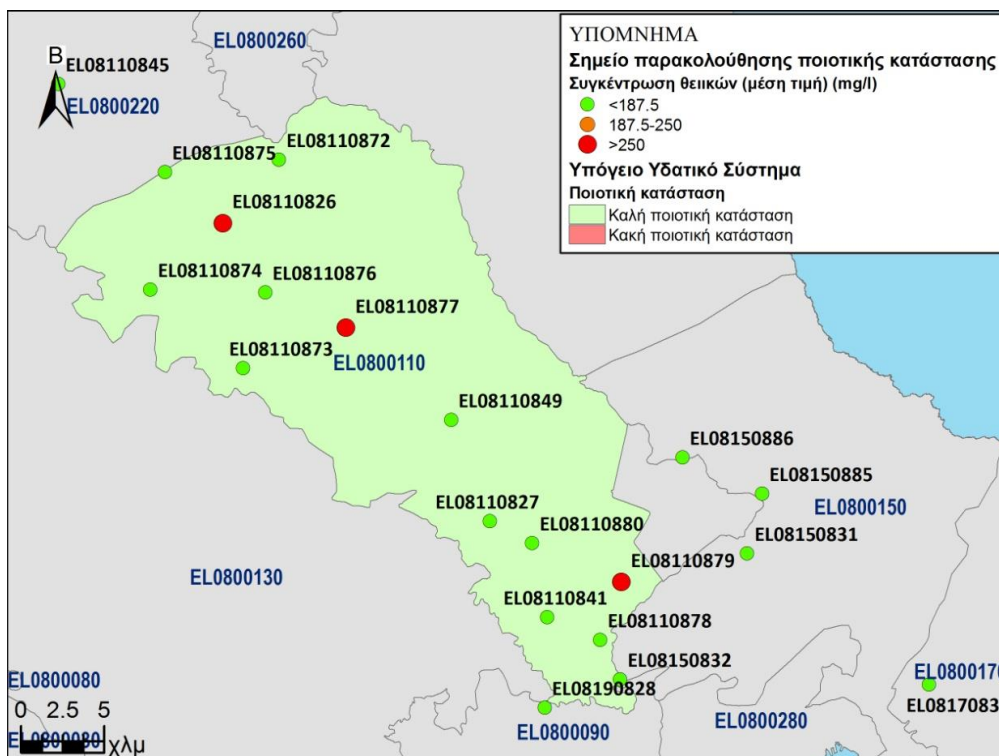 ΥΠΟΜΝΗΜΑ
Σημείο παρακολούθησης ποιοτικής κατάστασης
Συγκέντρωση θειικών (μέση τιμή) (mg/l)
<187.5
187.5-250
>250
Υπόγειο Υδατικό Σύστημα
Ποιοτική κατάσταση
Καλή ποιοτική κατάσταση
Κακή ποιοτική κατάσταση
EL0800260
Β
EL08110845
EL0800220
EL08110872
EL08110875
EL08110826
EL08110874
EL08110876
EL08110877
EL08110873
EL0800110
EL08110849
EL08150886
EL08150885
EL08110827
EL0800150
EL08110880
EL08150831
EL08110879
EL0800130
EL08110841
EL08110878
EL08150832
EL0800170
EL0800080
EL08190828
EL0817083
0 2.5 5
EL0800090
EL0800280
EL0800080
χλμ